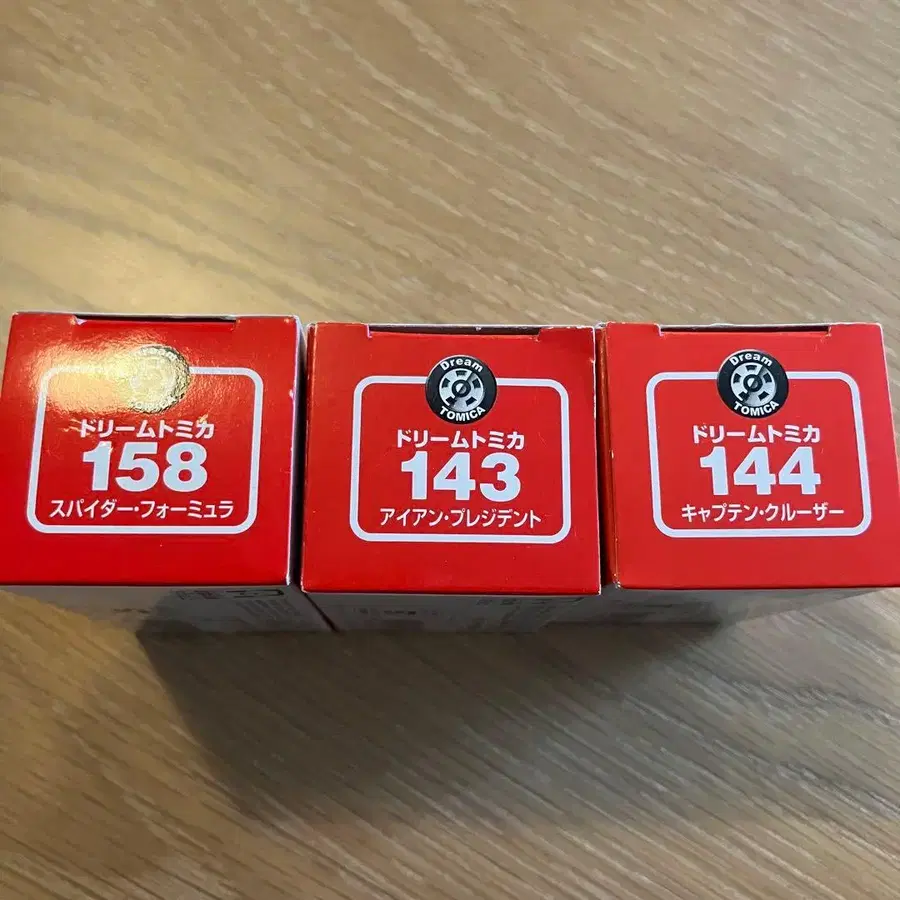 ドリームトミカ
158
スパイダー・フォーミュラ
Dream
TOMICA
ドリームトミカ
143
アイアン・プレジデント
Dream
TOMICA
ドリームトミカ
144
キャプテン・クルーザー